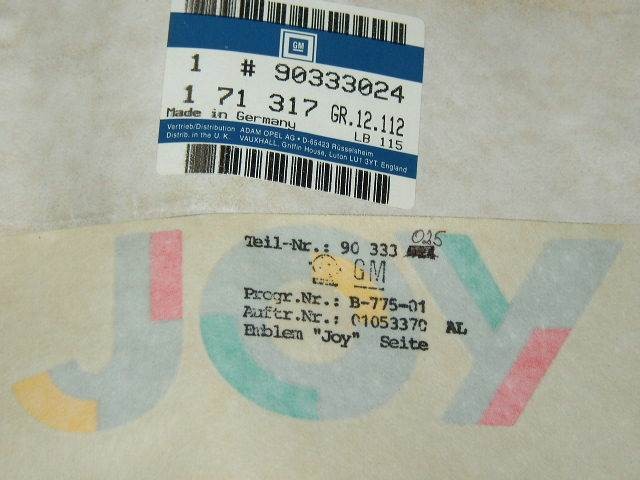 GM
1 # 90333024
1 71 317 GR.12.112
Made in Germany
LB 115
Vertrieb/Distribution ADAM OPEL AG • D-65423 Rüsselsheim
Distrib. in the U.K. VAUXHALL, Griffin House, Luton LU1 3YT, England
JOY
Teil-Nr.: 90 333 025
GM
Progr.Nr.: B-775-01
Auftr.Nr.: 01053370 AL
Emblem "Joy" Seite